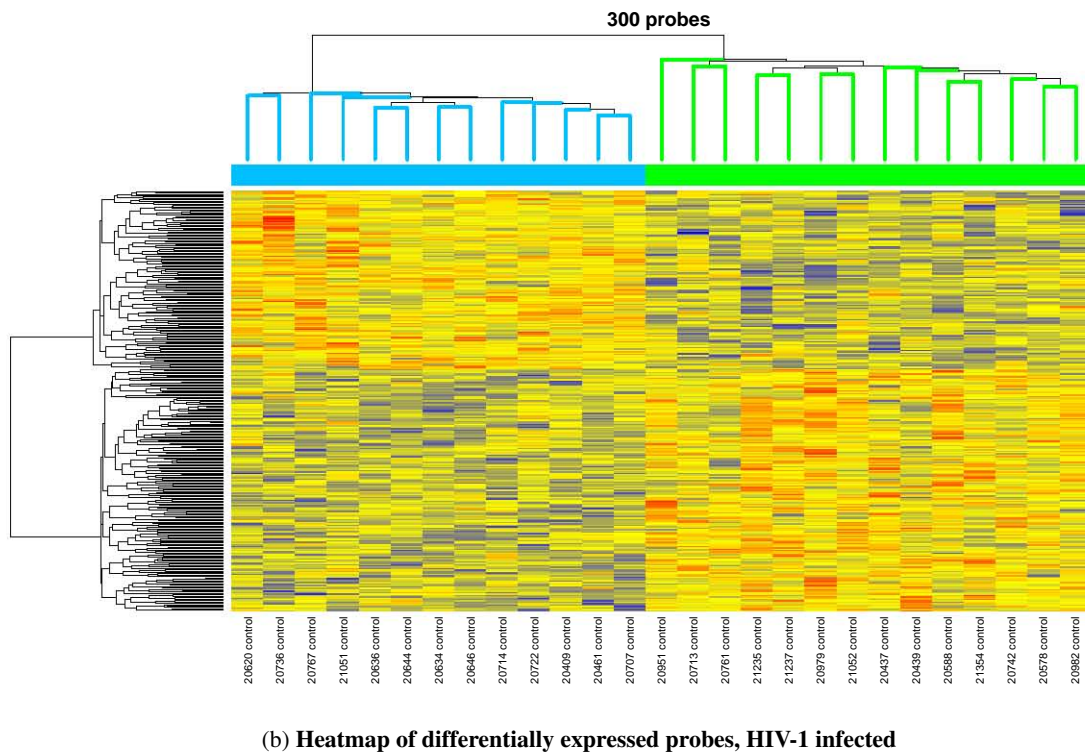 300 probes
20620 control
20736 control
20767 control
21051 control
20636 control
20644 control
20634 control
20646 control
20714 control
20722 control
20409 control
20461 control
20707 control
20951 control
20713 control
20761 control
21235 control
21237 control
20979 control
21052 control
20437 control
20439 control
20588 control
21354 control
20742 control
20578 control
20982 control
(b) Heatmap of differentially expressed probes, HIV-1 infected